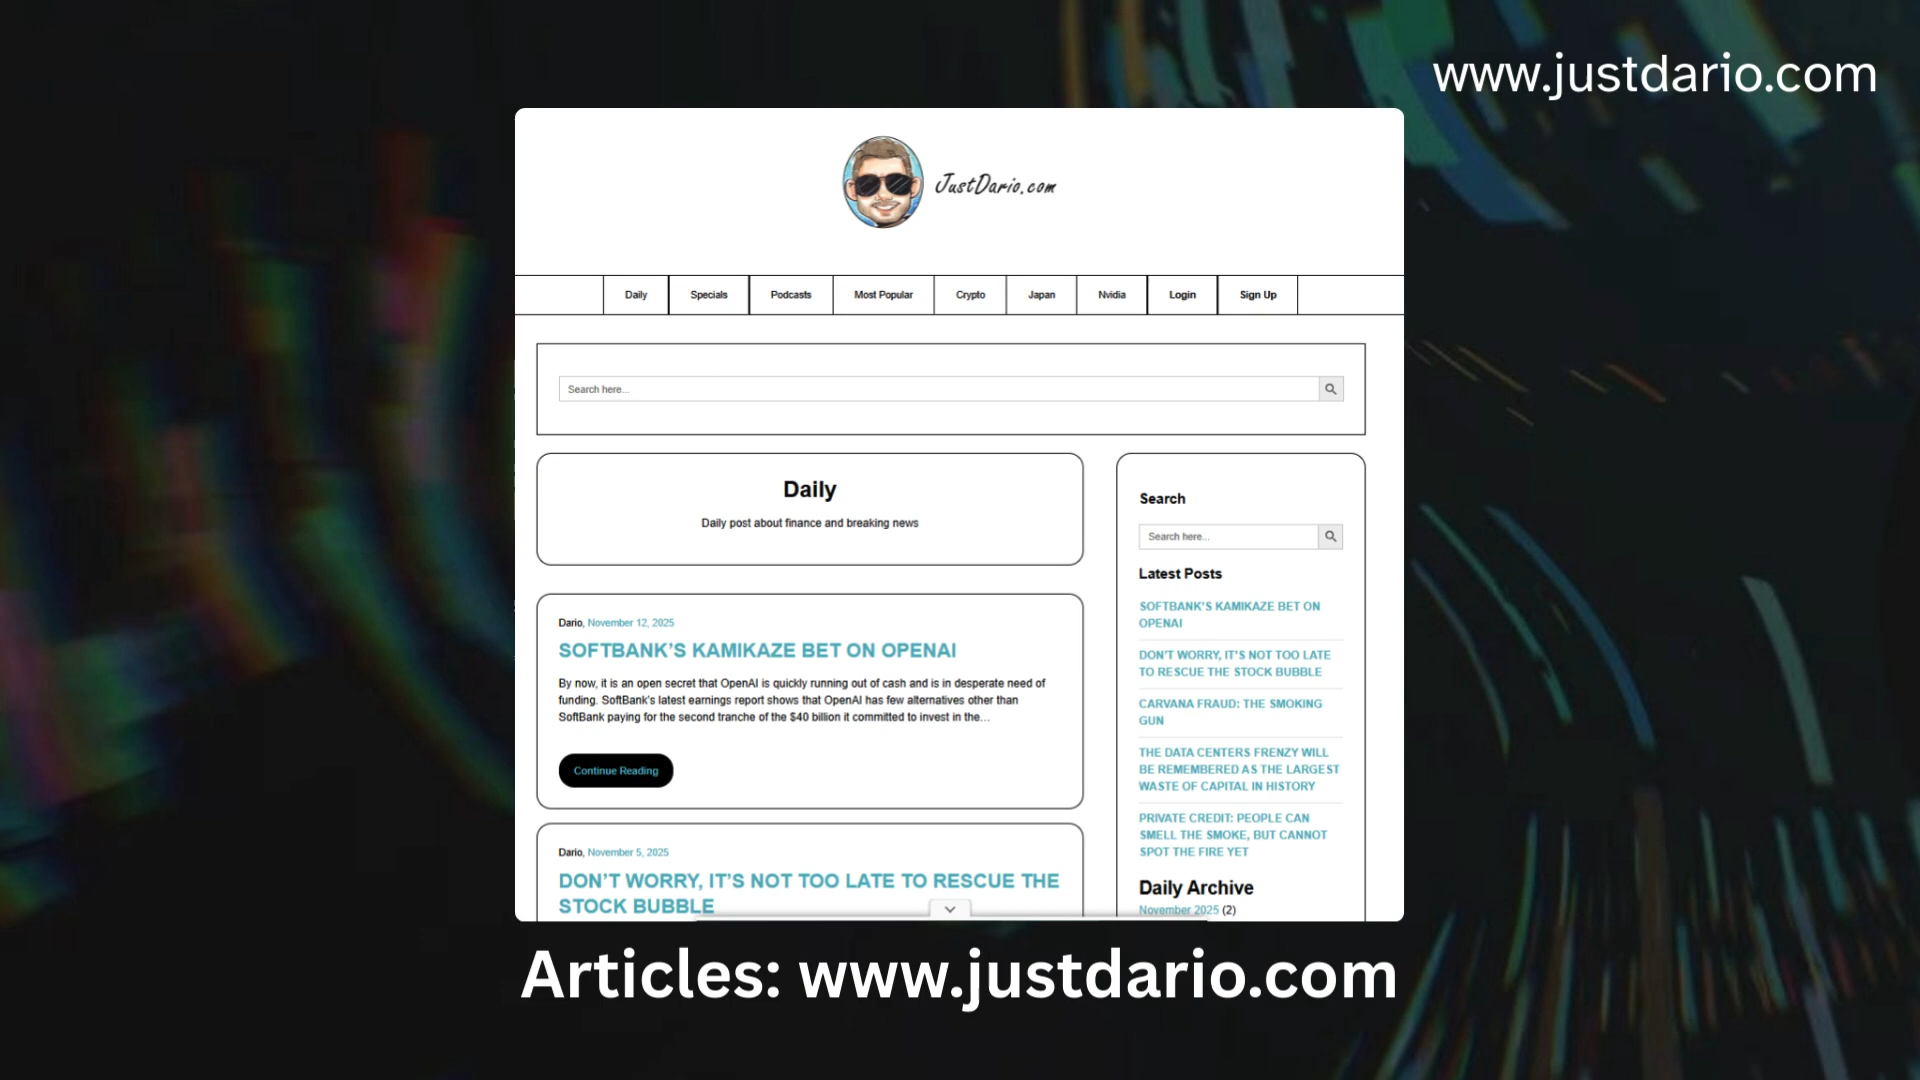 www.justdario.com
JustDario.com
Daily
Specials
Podcasts
Most Popular
Crypto
Japan
Nvidia
Login
Sign Up
Search here...
Daily
Daily post about finance and breaking news
Dario, November 12, 2025
SOFTBANK'S KAMIKAZE BET ON OPENAI
By now, it is an open secret that OpenAI is quickly running out of cash and is in desperate need of
funding. SoftBank's latest earnings report shows that OpenAI has few alternatives other than
SoftBank paying for the second tranche of the $40 billion it committed to invest in the…
Continue Reading
Dario, November 5, 2025
DON'T WORRY, IT'S NOT TOO LATE TO RESCUE THE
STOCK BUBBLE
Search
Search here...
Latest Posts
SOFTBANK'S KAMIKAZE BET ON
OPENAI
DON'T WORRY, IT'S NOT TOO LATE
TO RESCUE THE STOCK BUBBLE
CARVANA FRAUD: THE SMOKING
GUN
THE DATA CENTERS FRENZY WILL
BE REMEMBERED AS THE LARGEST
WASTE OF CAPITAL IN HISTORY
PRIVATE CREDIT: PEOPLE CAN
SMELL THE SMOKE, BUT CANNOT
SPOT THE FIRE YET
Daily Archive
November 2025 (2)
Articles: www.justdario.com